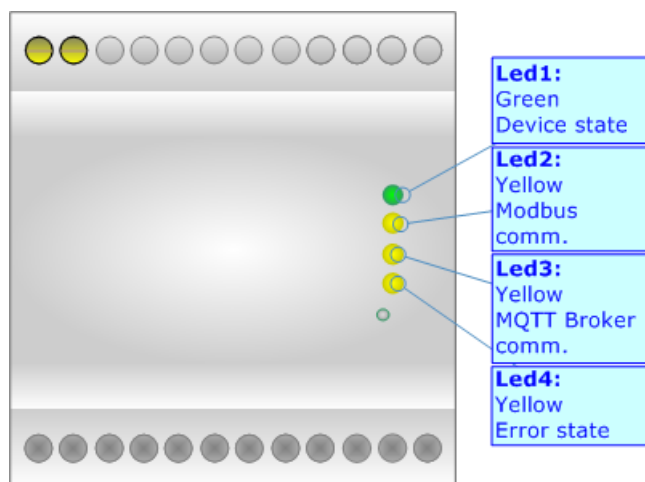 Led1:
Green
Device state
Led2:
Yellow
Modbus
comm.
Led3:
Yellow
MQTT Broker
comm.
Led4:
Yellow
Error state